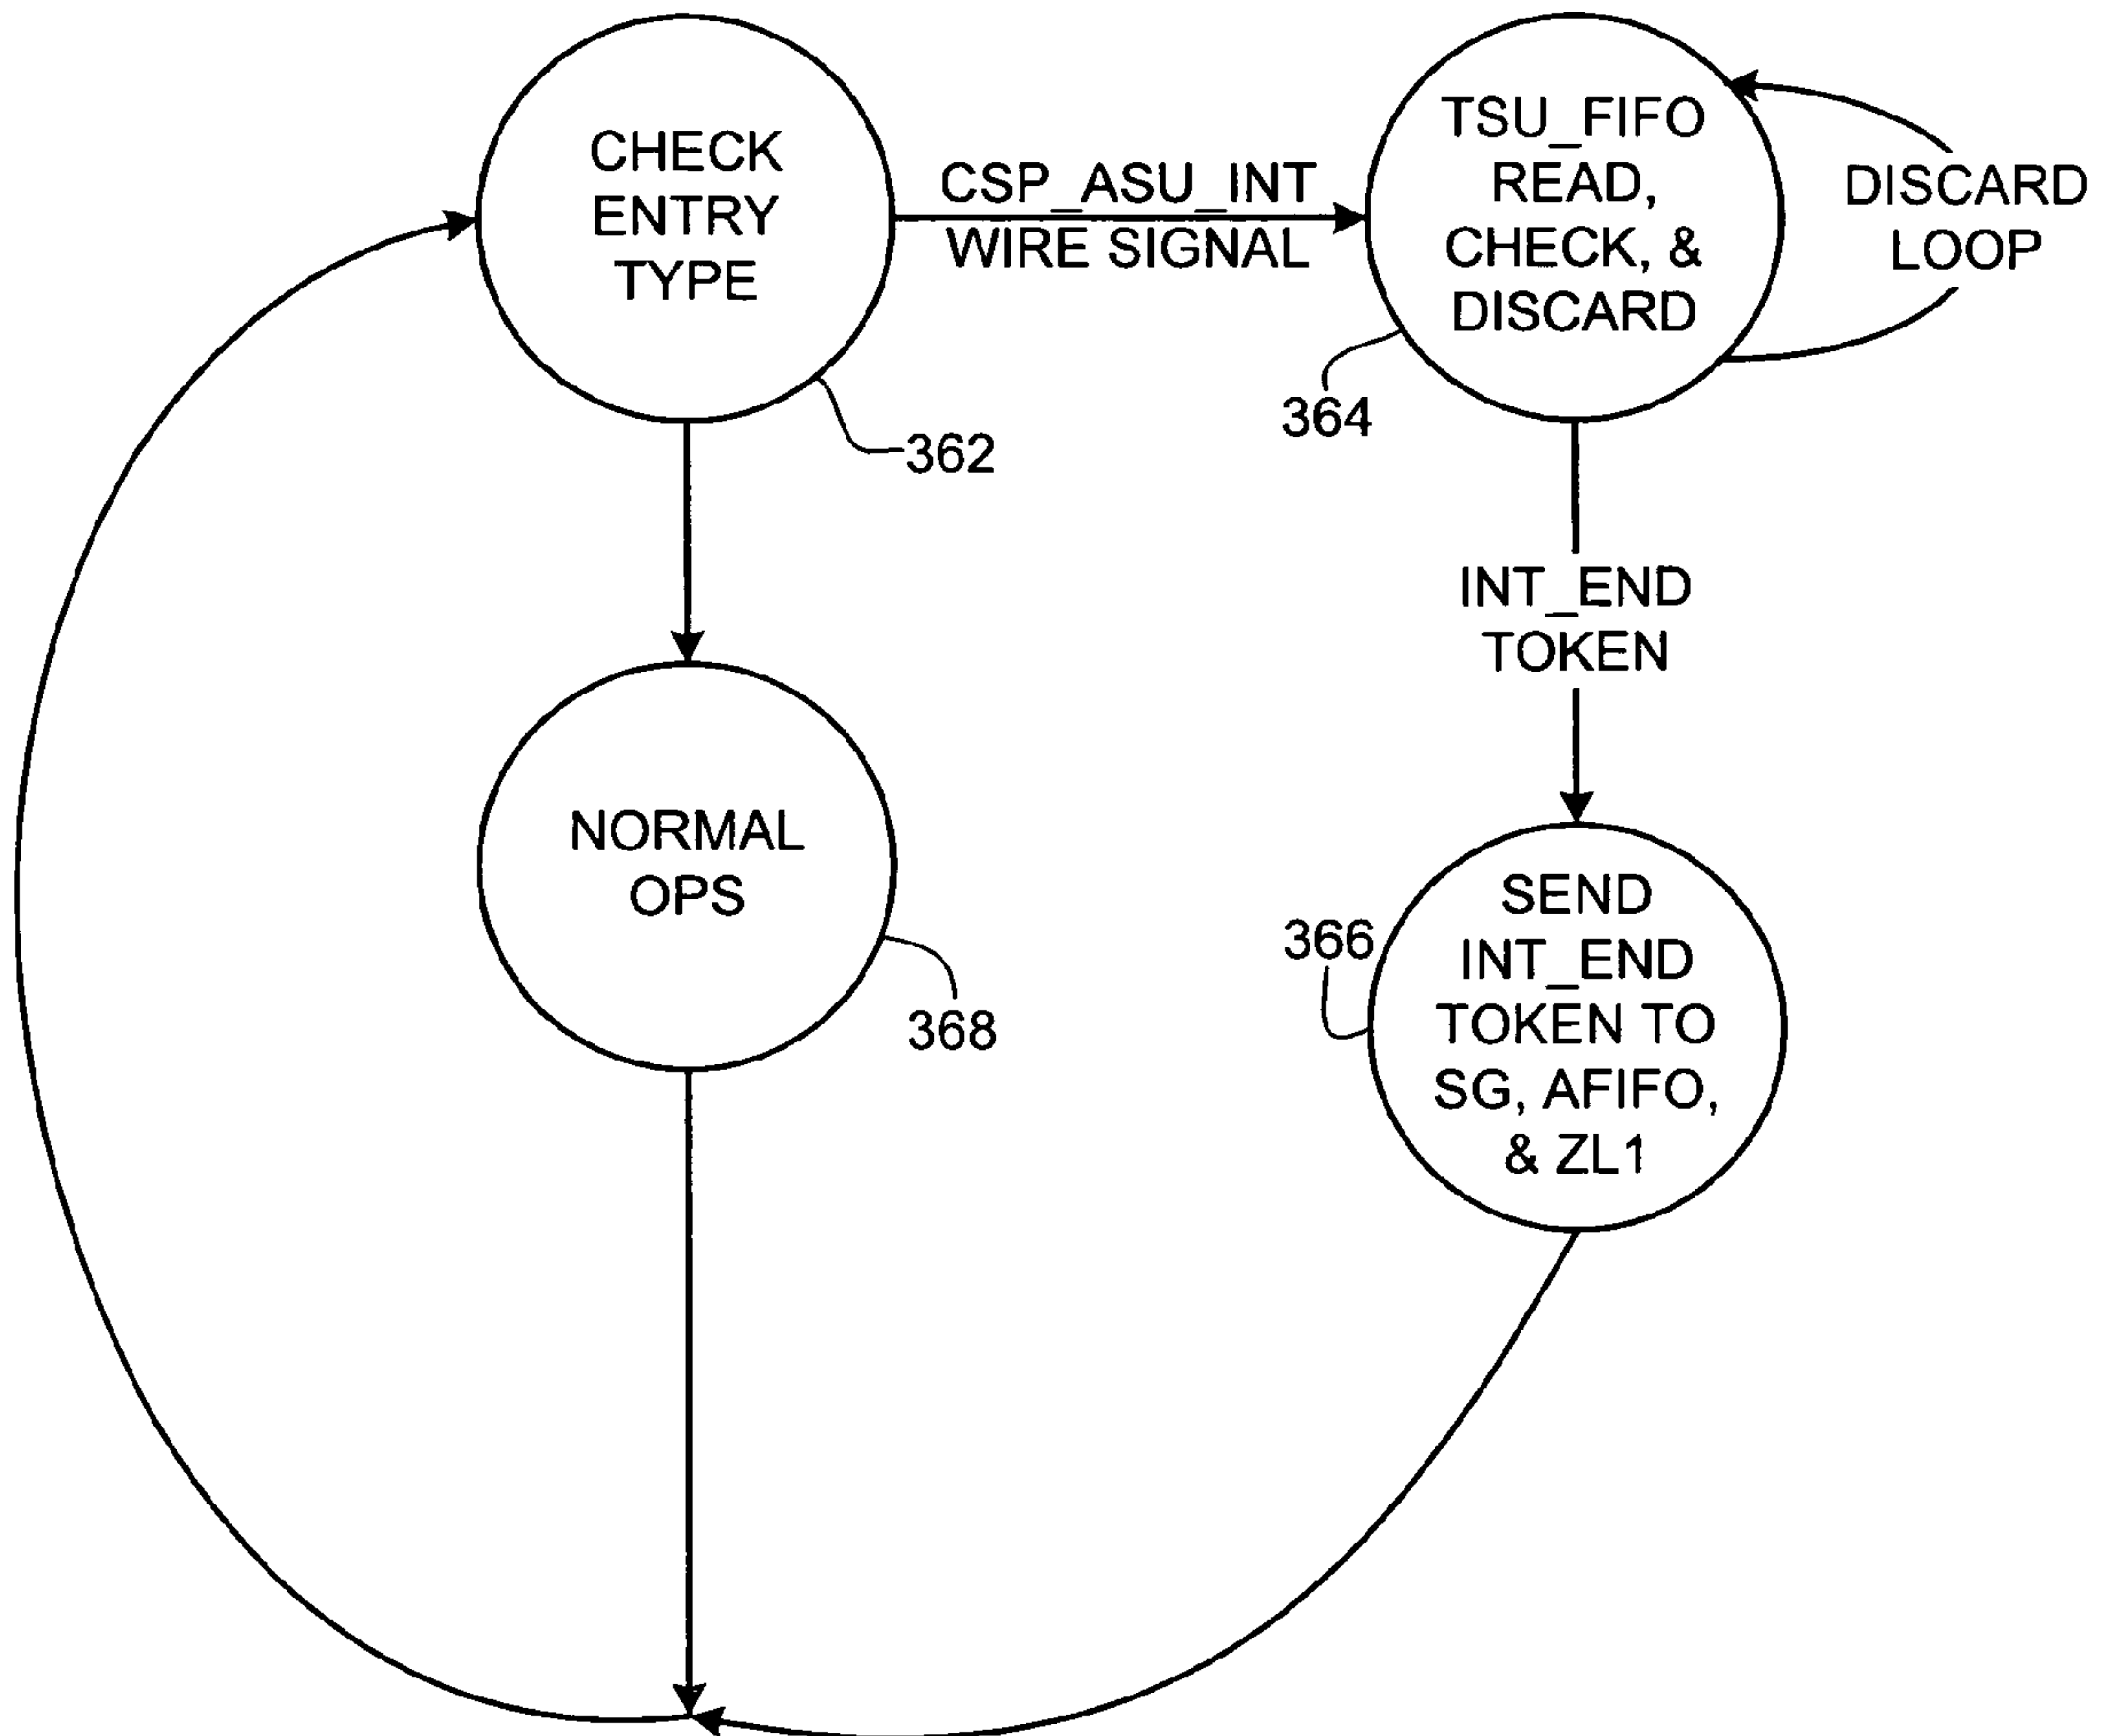 CHECK
ENTRY
TYPE
362
CSP_ASU_INT
WIRE SIGNAL
TSU_FIFO
READ,
CHECK, &
DISCARD
364
DISCARD
LOOP
INT_END
TOKEN
NORMAL
OPS
368
SEND
INT_END
TOKEN TO
SG, AFIFO,
& ZL1
366